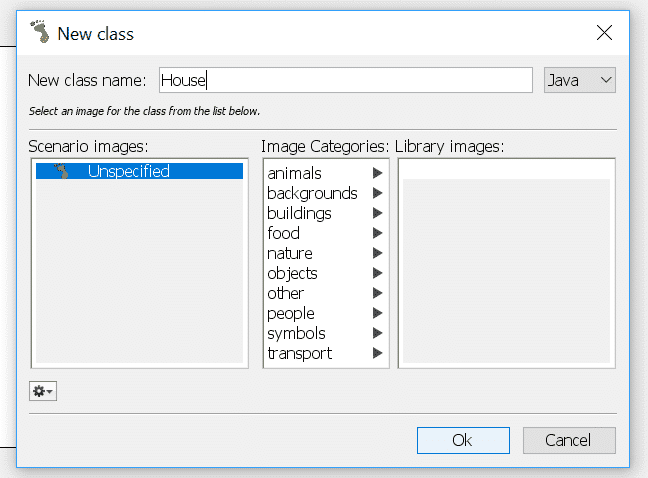 New class
New class name: House Java
Select an image for the class from the list below.
Scenario images: Image Categories: Library images:
Unspecified
animals
backgrounds
buildings
food
nature
objects
other
people
symbols
transport
Ok Cancel